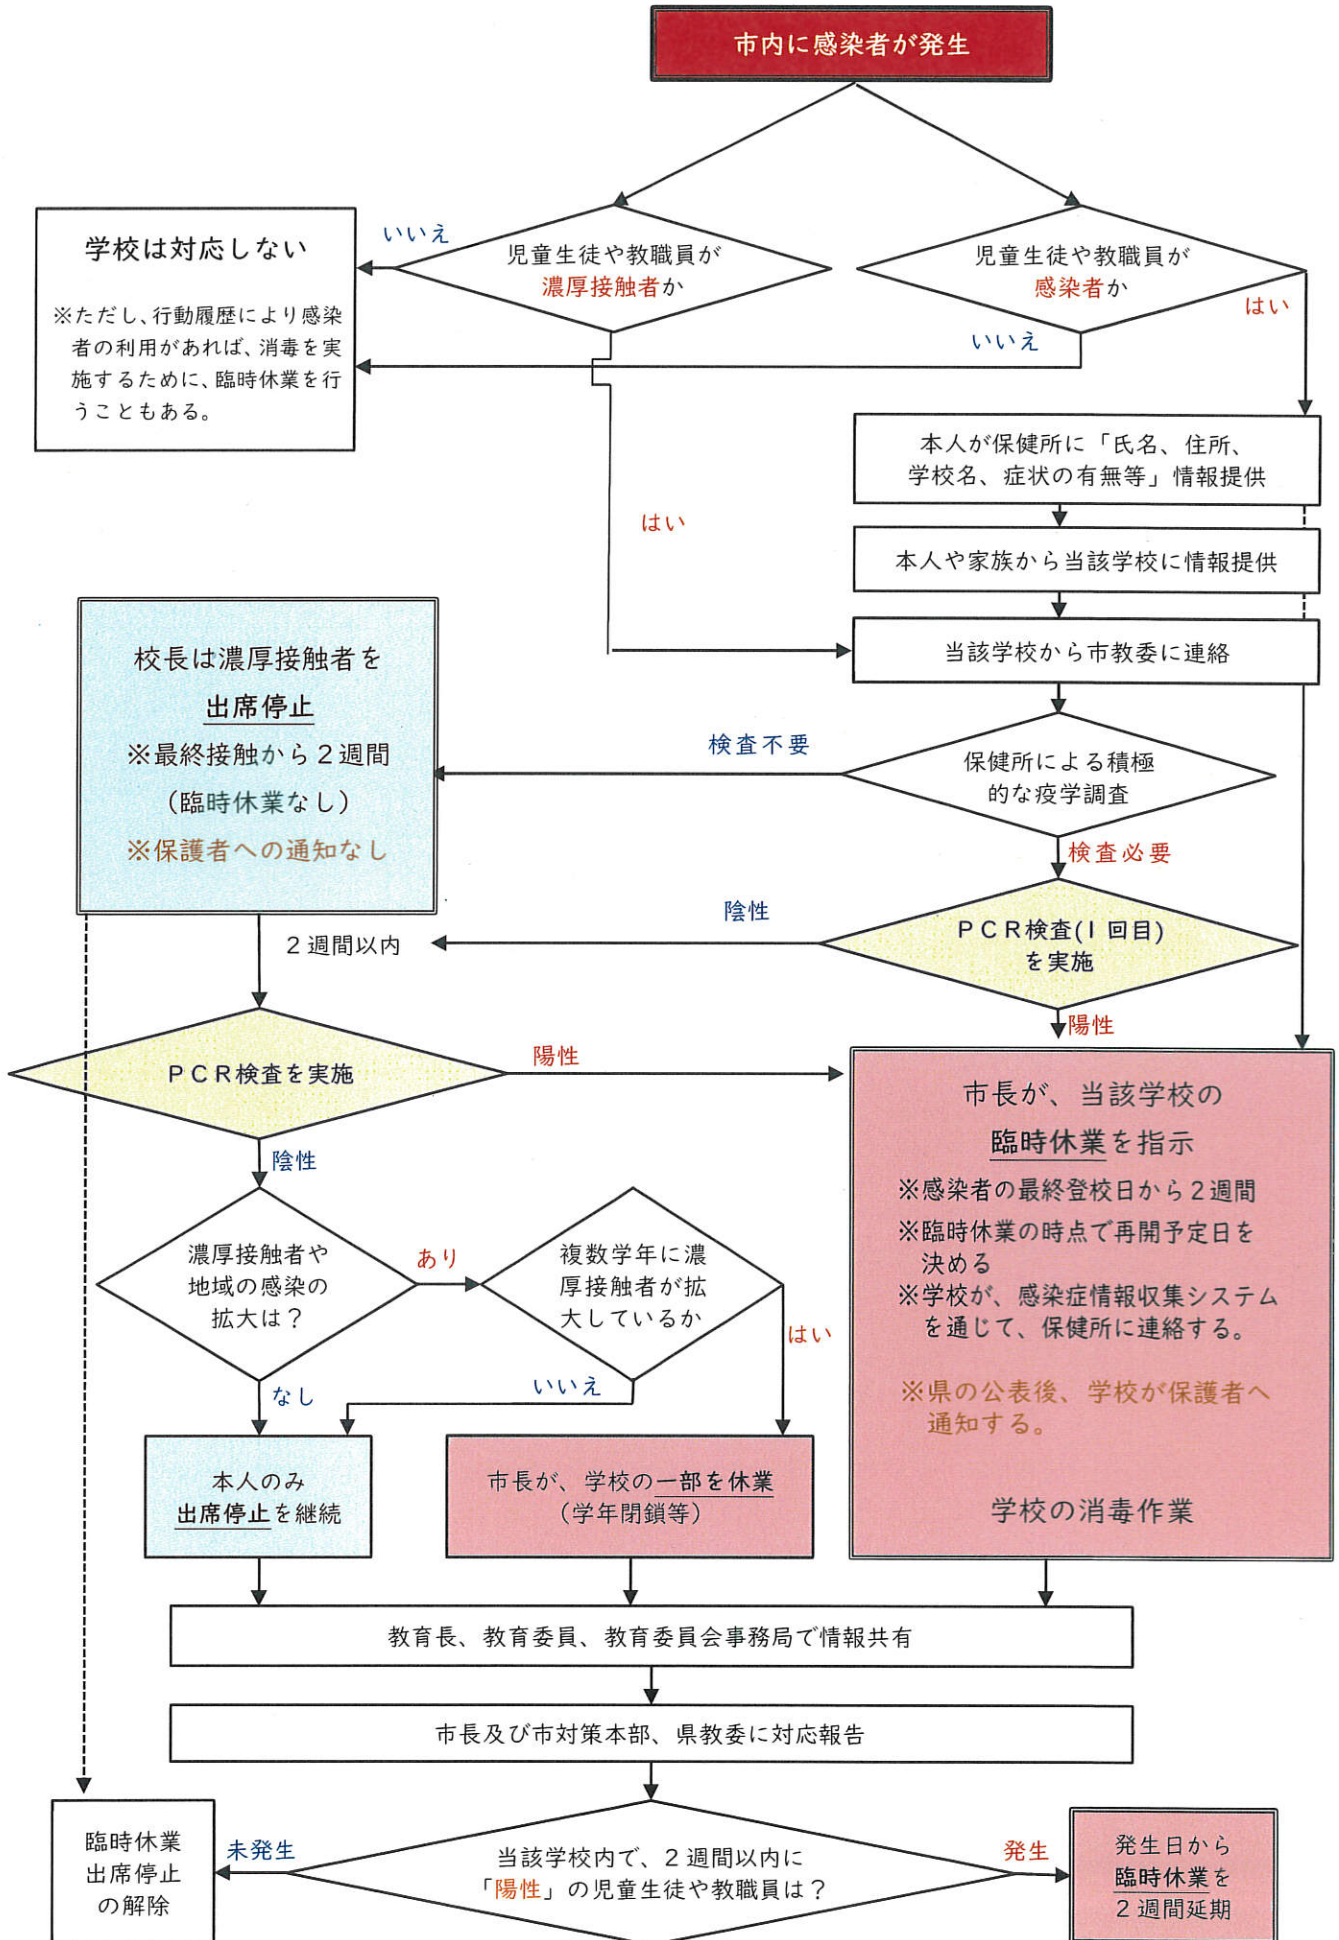 市内に感染者が発生
学校は対応しない
※ただし、行動履歴により感染
者の利用があれば、消毒を実
施するために、臨時休業を行
うこともある。
いいえ
児童生徒や教職員が
濃厚接触者か
児童生徒や教職員が
感染者か
はい
いいえ
本人が保健所に「氏名、住所、
学校名、症状の有無等」情報提供
はい
本人や家族から当該学校に情報提供
当該学校から市教委に連絡
校長は濃厚接触者を
出席停止
※最終接触から2週間
（臨時休業なし）
※保護者への通知なし
検査不要
保健所による積極
的な疫学調査
検査必要
陰性
PCR検査(1回目)
を実施
2週間以内
陽性
PCR検査を実施
陽性
陰性
市長が、当該学校の
臨時休業を指示
※感染者の最終登校日から2週間
※臨時休業の時点で再開予定日を
決める
※学校が、感染症情報収集システム
を通じて、保健所に連絡する。
※県の公表後、学校が保護者へ
通知する。
学校の消毒作業
濃厚接触者や
地域の感染の
拡大は？
あり
複数学年に濃
厚接触者が拡
大しているか
はい
なし
いいえ
本人のみ
出席停止を継続
市長が、学校の一部を休業
（学年閉鎖等）
教育長、教育委員、教育委員会事務局で情報共有
市長及び市対策本部、県教委に対応報告
臨時休業
出席停止
の解除
未発生
当該学校内で、2週間以内に
「陽性」の児童生徒や教職員は？
発生
発生日から
臨時休業を
2週間延期